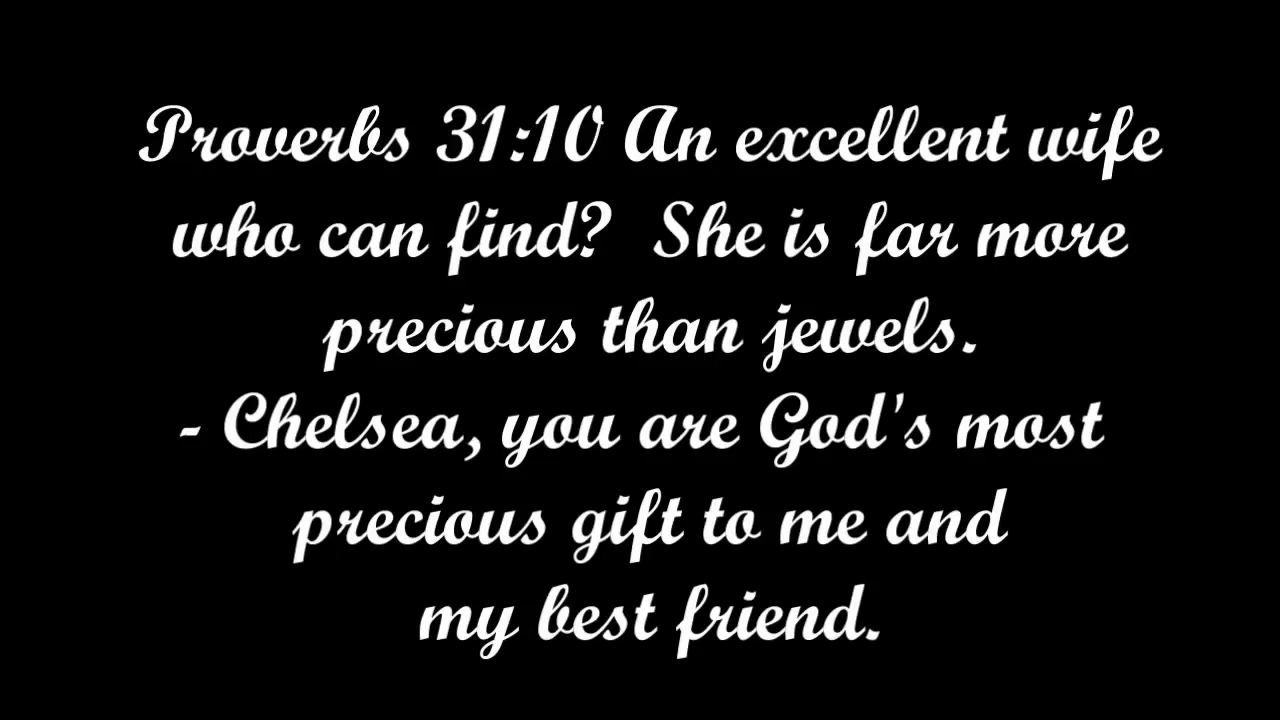 Proverbs 31:10 An excellent wife
who can find?  She is far more
precious than jewels.
- Chelsea, you are God's most
precious gift to me and
my best friend.